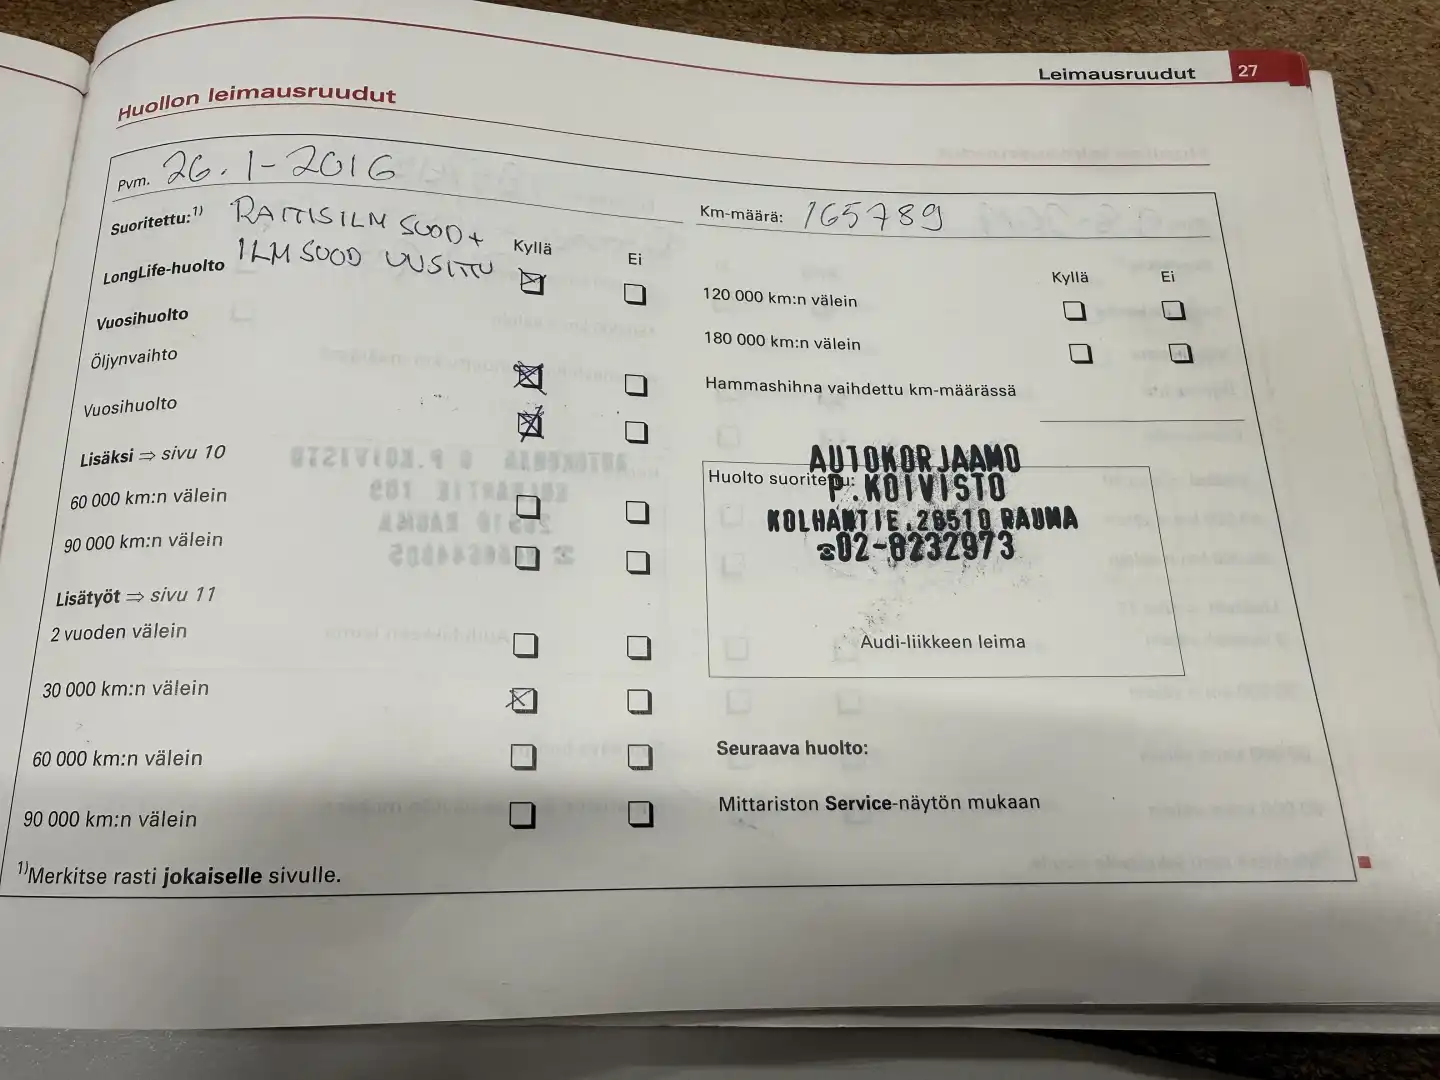 Leimausruudut 27
Huollon leimausruudut
Pvm. 26.1-2016
Suoritettu:1) RAITISILM SUOD+
ILM SUOD UUSITTU
Km-määrä: 165789
Kyllä Ei
LongLife-huolto
Vuosihuolto
Öljynvaihto
Vuosihuolto
Lisäksi ⇒ sivu 10
60 000 km:n välein
90 000 km:n välein
Lisätyöt ⇒ sivu 11
2 vuoden välein
30 000 km:n välein
60 000 km:n välein
90 000 km:n välein
1)Merkitse rasti jokaiselle sivulle.
Kyllä Ei
120 000 km:n välein
180 000 km:n välein
Hammashihna vaihdettu km-määrässä
Huolto suoritettu:
AUTOKORJAAMO
P.KOIVISTO
KOLHANTIE, 26510 RAUMA
☎02-8232973
Audi-liikkeen leima
Seuraava huolto:
Mittariston Service-näytön mukaan